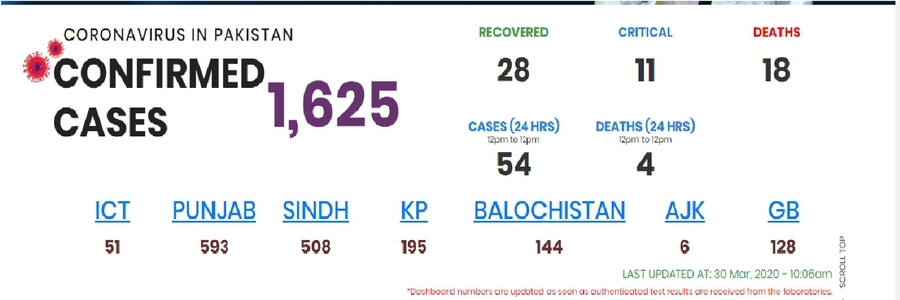 CORONAVIRUS IN PAKISTAN
CONFIRMED
CASES
1,625
RECOVERED
28
CRITICAL
11
DEATHS
18
CASES (24 HRS)
12pm to 12pm
54
DEATHS (24 HRS)
12pm to 12pm
4
ICT PUNJAB SINDH KP BALOCHISTAN AJK GB
51 593 508 195 144 6 128
LAST UPDATED AT: 30 Mar, 2020 - 10:06am
*Dashboard numbers are updated as soon as authenticated test results are received from the laboratories.
SCROLL TOP